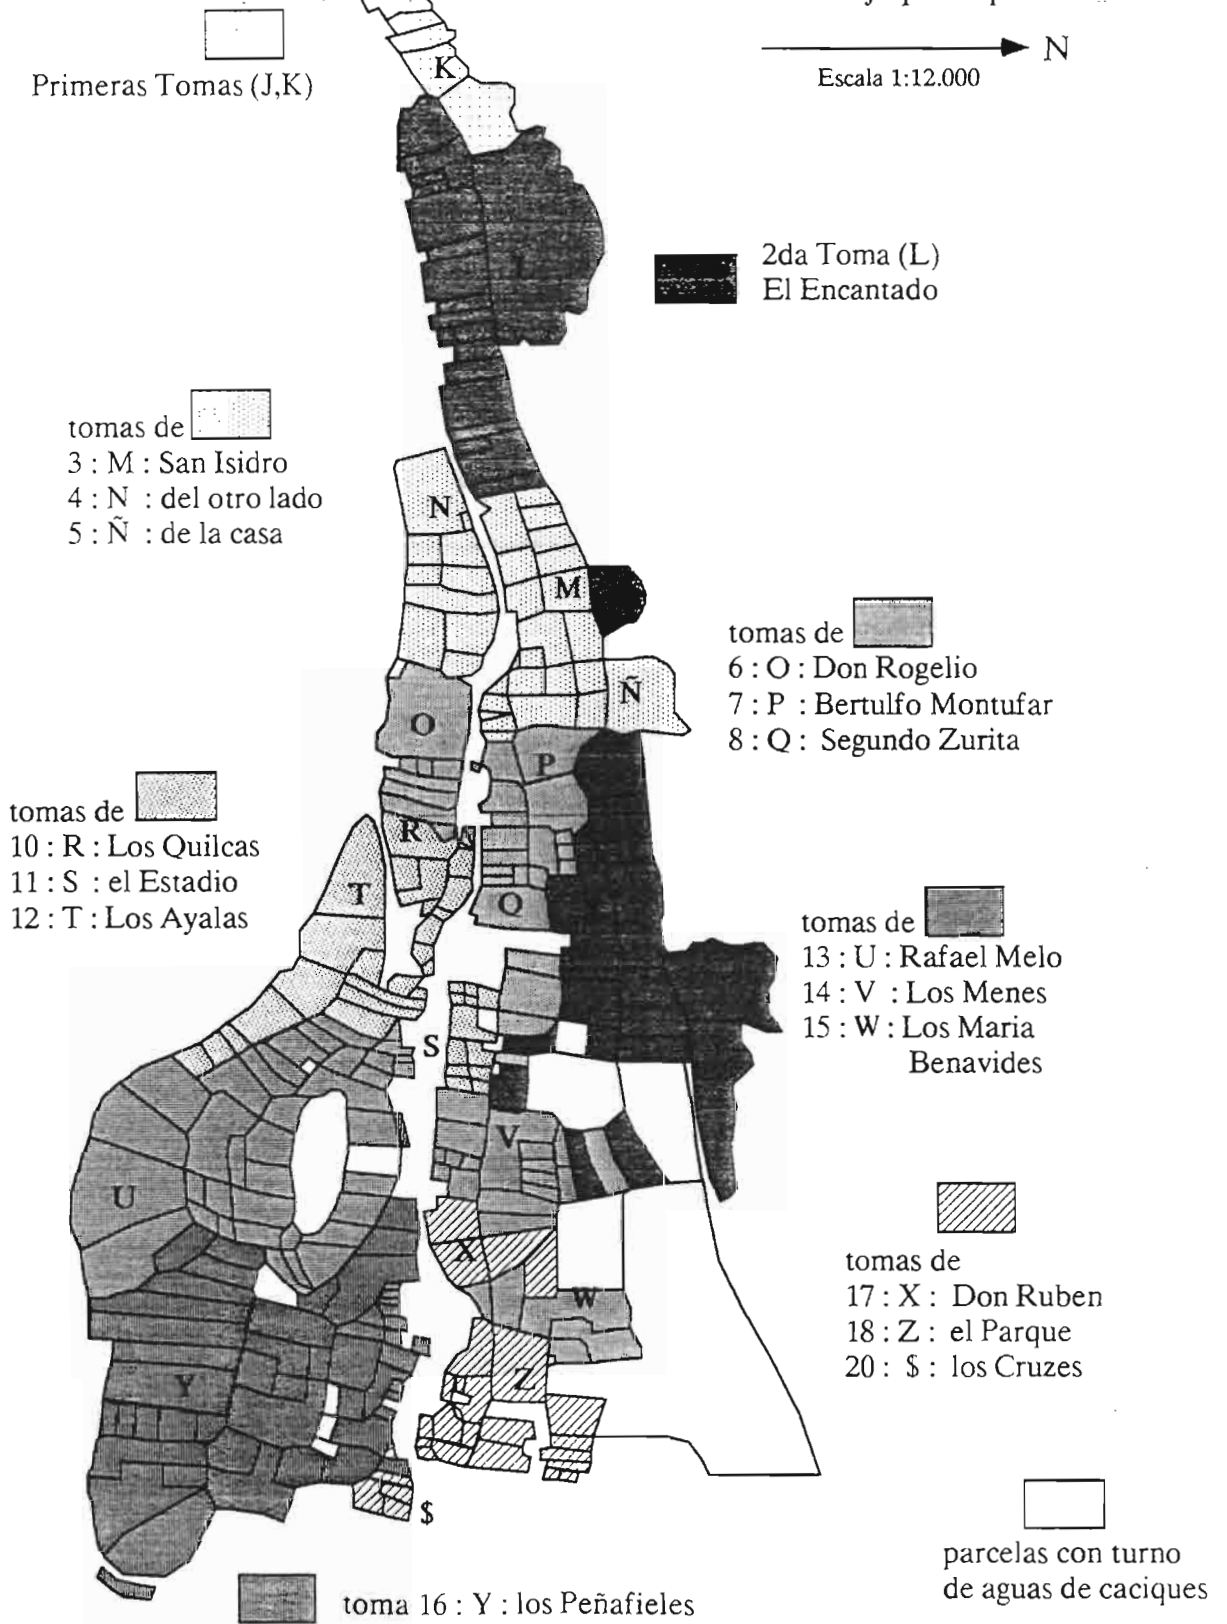 N
Escala 1:12.000
Primeras Tomas (J,K)
K
2da Toma (L)
El Encantado
tomas de
3 : M : San Isidro
4 : N : del otro lado
5 : Ñ : de la casa
N
M
Ñ
tomas de
6 : O : Don Rogelio
7 : P : Bertulfo Montufar
8 : Q : Segundo Zurita
O
P
tomas de
10 : R : Los Quilcas
11 : S : el Estadio
12 : T : Los Ayalas
R
T
Q
tomas de
13 : U : Rafael Melo
14 : V : Los Menes
15 : W : Los Maria
Benavides
S
V
U
X
W
tomas de
17 : X : Don Ruben
18 : Z : el Parque
20 : $ : los Cruzes
Y
Z
$
parcelas con turno
de aguas de caciques
toma 16 : Y : los Peñafieles